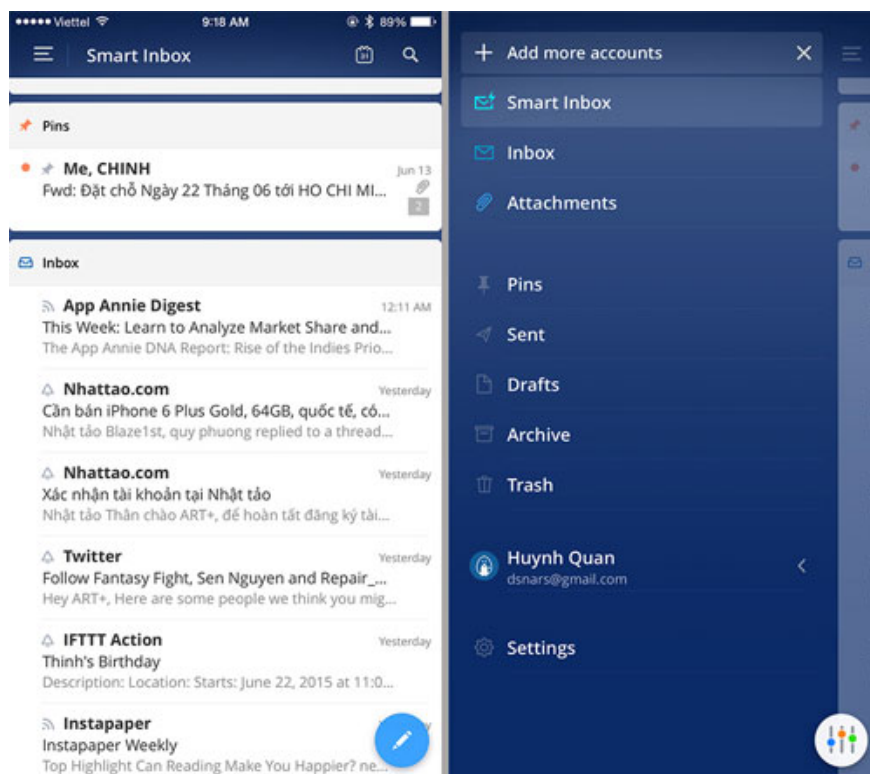 Viettel 9:18 AM 89%
Smart Inbox
Pins
Me, CHINH Jun 13
Fwd: Đặt chỗ Ngày 22 Tháng 06 tới HO CHI MI...
2
Inbox
App Annie Digest 12:11 AM
This Week: Learn to Analyze Market Share and...
The App Annie DNA Report: Rise of the Indies Prio...
Nhattao.com Yesterday
Cần bán iPhone 6 Plus Gold, 64GB, quốc tế, có...
Nhật tảo Blaze1st, quy phuong replied to a thread...
Nhattao.com Yesterday
Xác nhận tài khoản tại Nhật tảo
Nhật tảo Thân chào ART+, để hoàn tất đăng ký tài...
Twitter Yesterday
Follow Fantasy Fight, Sen Nguyen and Repair_...
Hey ART+, Here are some people we think you mig...
IFTTT Action Yesterday
Thinh's Birthday
Description: Location: Starts: June 22, 2015 at 11:0...
Instapaper
Instapaper Weekly
Top Highlight Can Reading Make You Happier? ne...
Add more accounts
Smart Inbox
Inbox
Attachments
Pins
Sent
Drafts
Archive
Trash
Huynh Quan
dsnars@gmail.com
Settings